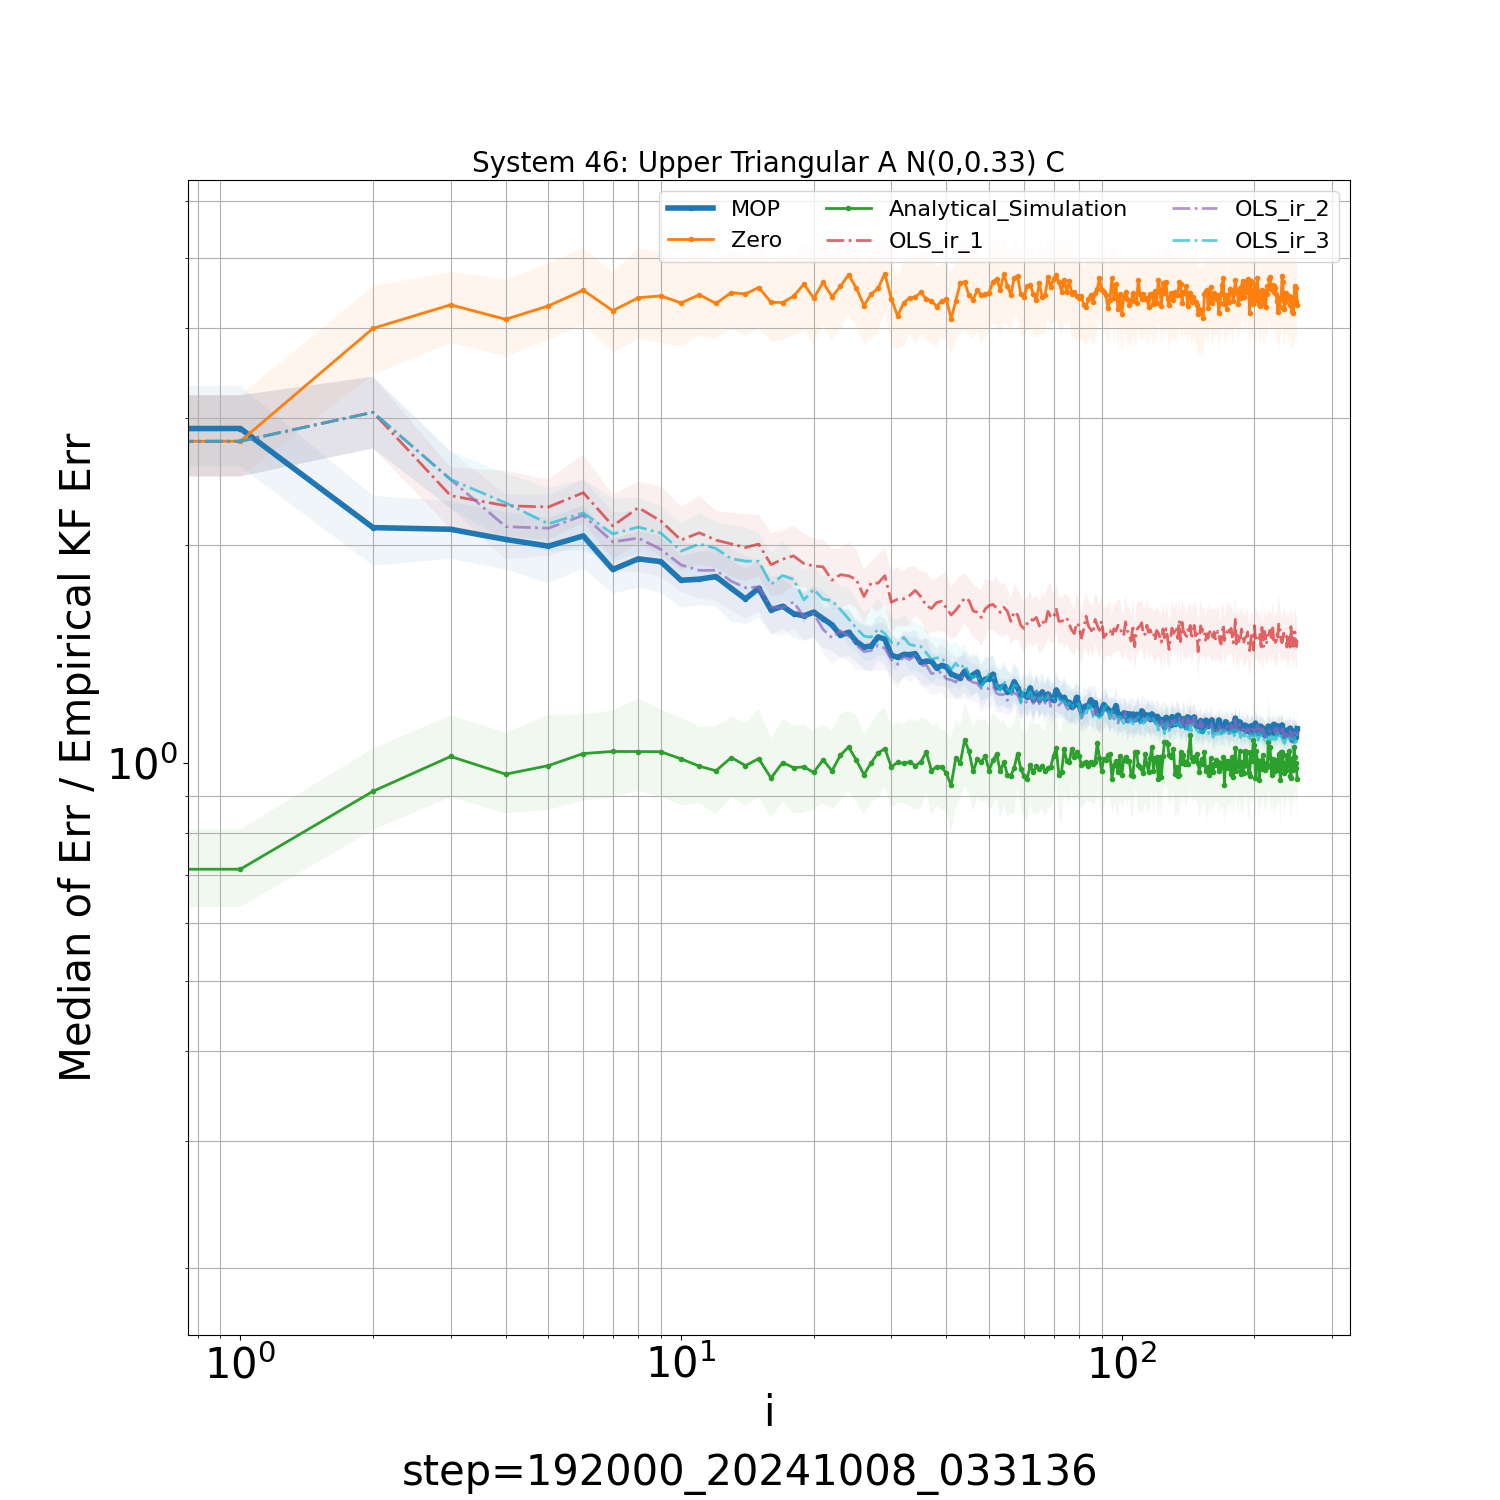 System 46: Upper Triangular A N(0,0.33) C
MOP
Zero
Analytical_Simulation
OLS_ir_1
OLS_ir_2
OLS_ir_3
Median of Err / Empirical KF Err
10⁰
10⁰ 10¹ 10²
i
step=192000_20241008_033136